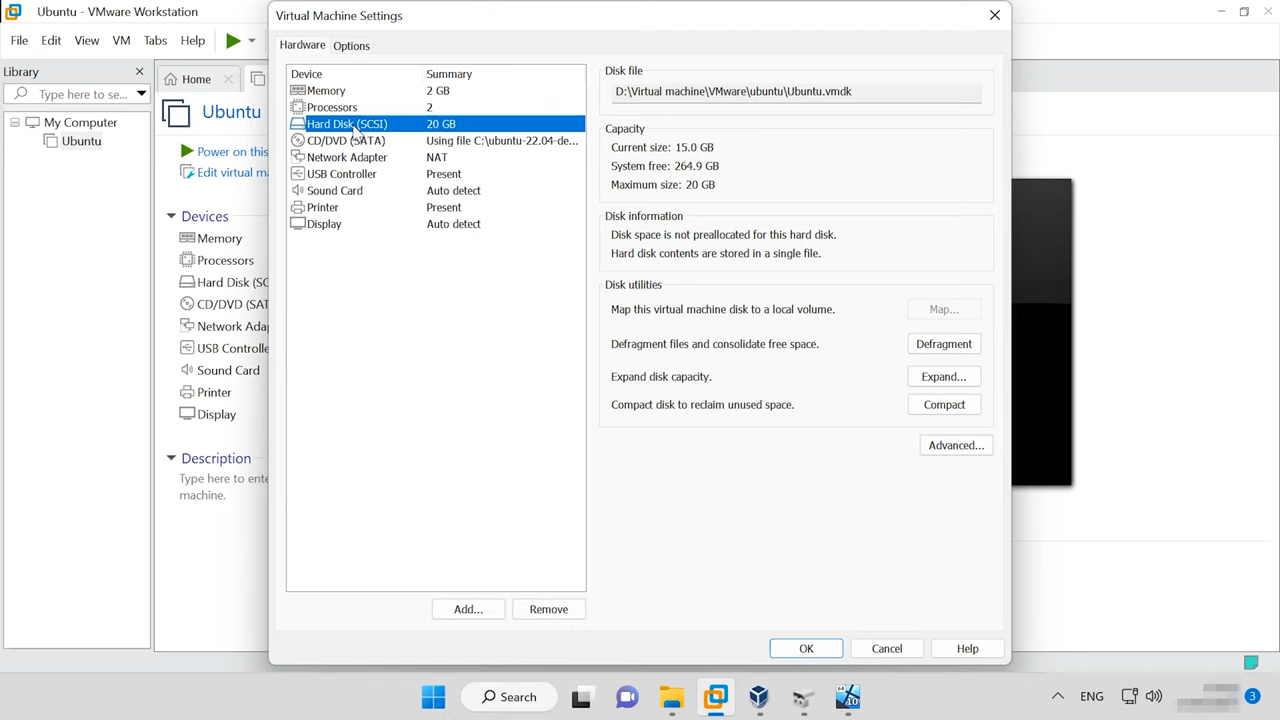 Ubuntu - VMware Workstation
File Edit View VM Tabs Help
Library
Type here to se...
My Computer
Ubuntu
Home
Ubuntu
Power on this
Edit virtual ma
Devices
Memory
Processors
Hard Disk (SC
CD/DVD (SAT
Network Adap
USB Controlle
Sound Card
Printer
Display
Description
Type here to ente
machine.
Virtual Machine Settings
Hardware Options
Device Summary
Memory 2 GB
Processors 2
Hard Disk (SCSI) 20 GB
CD/DVD (SATA) Using file C:\ubuntu-22.04-de...
Network Adapter NAT
USB Controller Present
Sound Card Auto detect
Printer Present
Display Auto detect
Add... Remove
Disk file
D:\Virtual machine\VMware\ubuntu\Ubuntu.vmdk
Capacity
Current size: 15.0 GB
System free: 264.9 GB
Maximum size: 20 GB
Disk information
Disk space is not preallocated for this hard disk.
Hard disk contents are stored in a single file.
Disk utilities
Map this virtual machine disk to a local volume. Map...
Defragment files and consolidate free space. Defragment
Expand disk capacity. Expand...
Compact disk to reclaim unused space. Compact
Advanced...
OK Cancel Help
Search
64
10
ENG
3